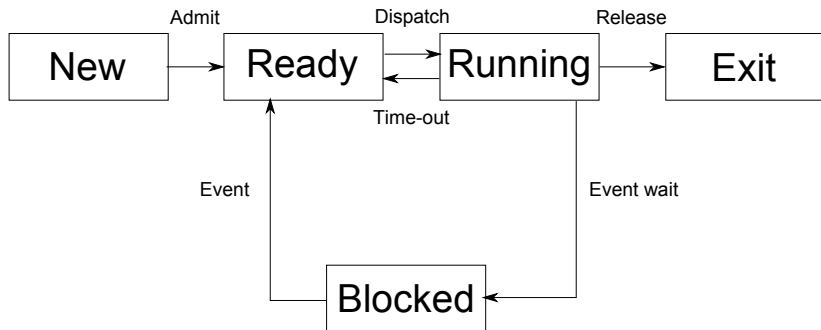 Admit
Dispatch
Release
New
Ready
Running
Exit
Time-out
Event
Event wait
Blocked